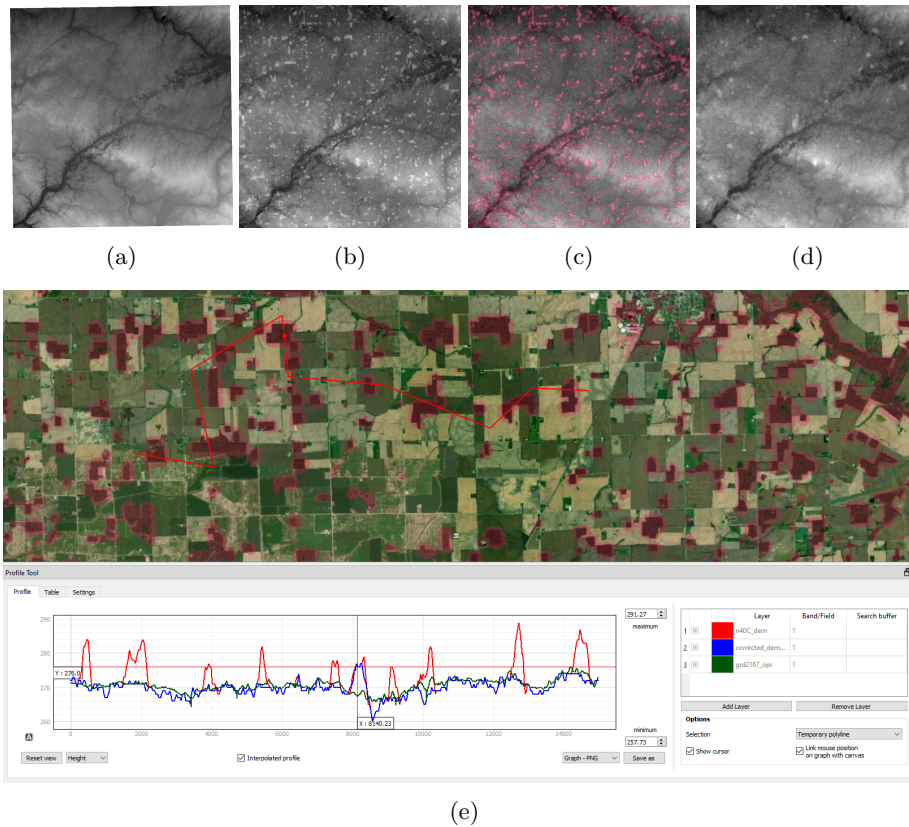 (a) (b) (c) (d)
Profile Tool
Profile Table Settings
291.27
maximum
290
280
270
260
Y : 276.0
X : 8140.23
0 2000 4000 6000 8000 10000 12000 14000
minimum
257.73
Layer Band/Field Search buffer
1 n40C_dem 1
2 corrected_dem... 1
3 grd2167_opr 1
Add Layer Remove Layer
Options
Selection Temporary polyline
Show cursor Link mouse position
on graph with canvas
A
Reset view Height Interpolated profile Graph - PNG Save as
(e)